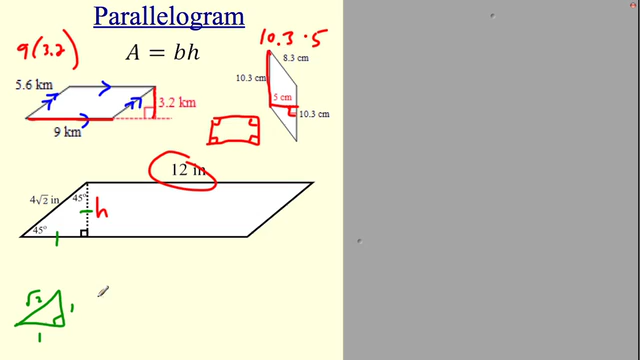 Parallelogram
9(3.2)
A = bh
10.3 · 5
8.3 cm
5.6 km
10.3 cm
3.2 km
5 cm
10.3 cm
9 km
12 in
4√2 in
45°
h
45°
√2
1
1